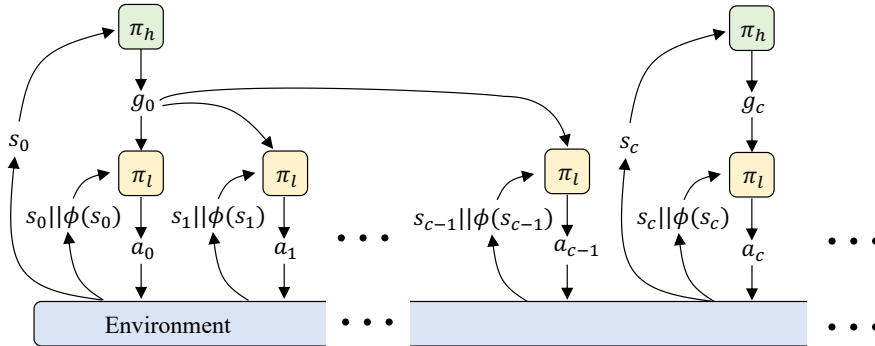 π_h π_h
g_0 g_c
s_0 s_c
π_l π_l π_l π_l
s_0||ϕ(s_0) s_1||ϕ(s_1) s_{c−1}||ϕ(s_{c−1}) s_c||ϕ(s_c)
• • • • • •
a_0 a_1 a_{c−1} a_c
Environment • • • • • •